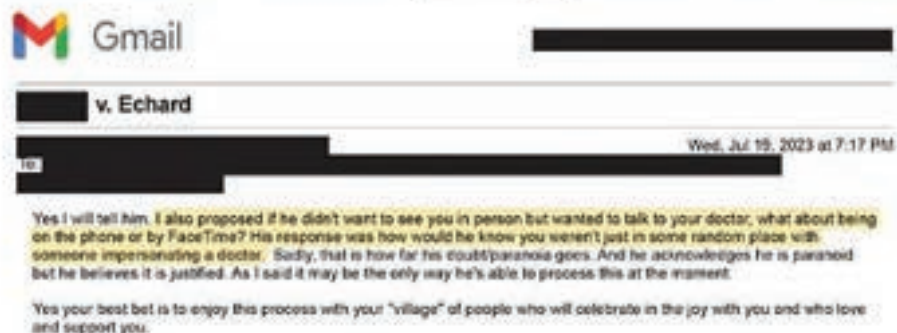 Gmail
v. Echard
Wed, Jul 19, 2023 at 7:17 PM
To:
Yes I will tell him. I also proposed if he didn't want to see you in person but wanted to talk to your doctor, what about being
on the phone or by FaceTime? His response was how would he know you weren't just in some random place with
someone impersonating a doctor. Sadly, that is how far his doubt/paranoia goes. And he acknowledges he is paranoid
but he believes it is justified. As I said it may be the only way he's able to process this at the moment.
Yes your best bet is to enjoy this process with your "village" of people who will celebrate in the joy with you and who love
and support you.